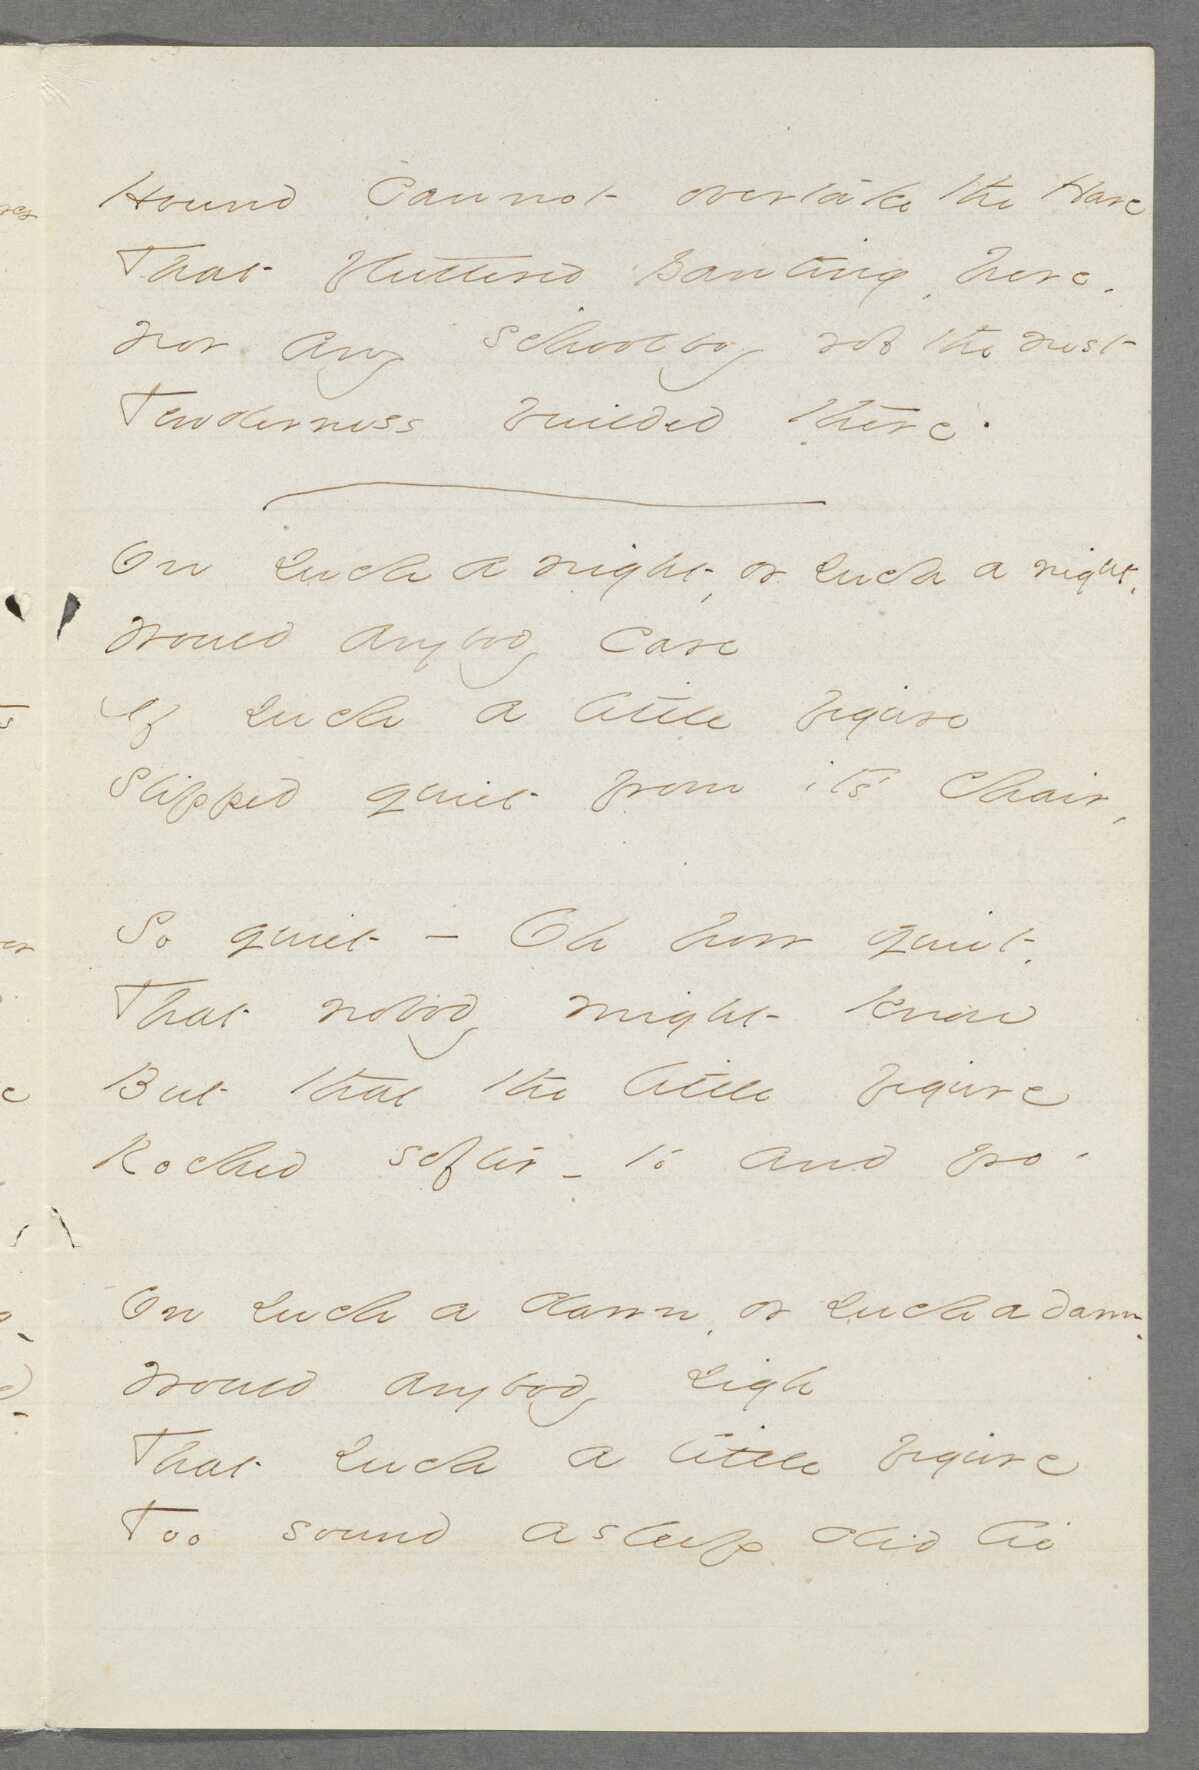 Hound cannot overtake the Hare
That fluttered panting, here,
Nor any schoolboy rob the nest
Tenderness builded there.
On such a night, or such a night,
Would anybody care
If such a little figure
Slipped quiet from its chair,
So quiet – Oh how quiet,
That nobody might know
But that the little figure
Rocked softer – to and fro –
On such a dawn, or such a dawn,
Would anybody sigh
That such a little figure
Too sound asleep did lie